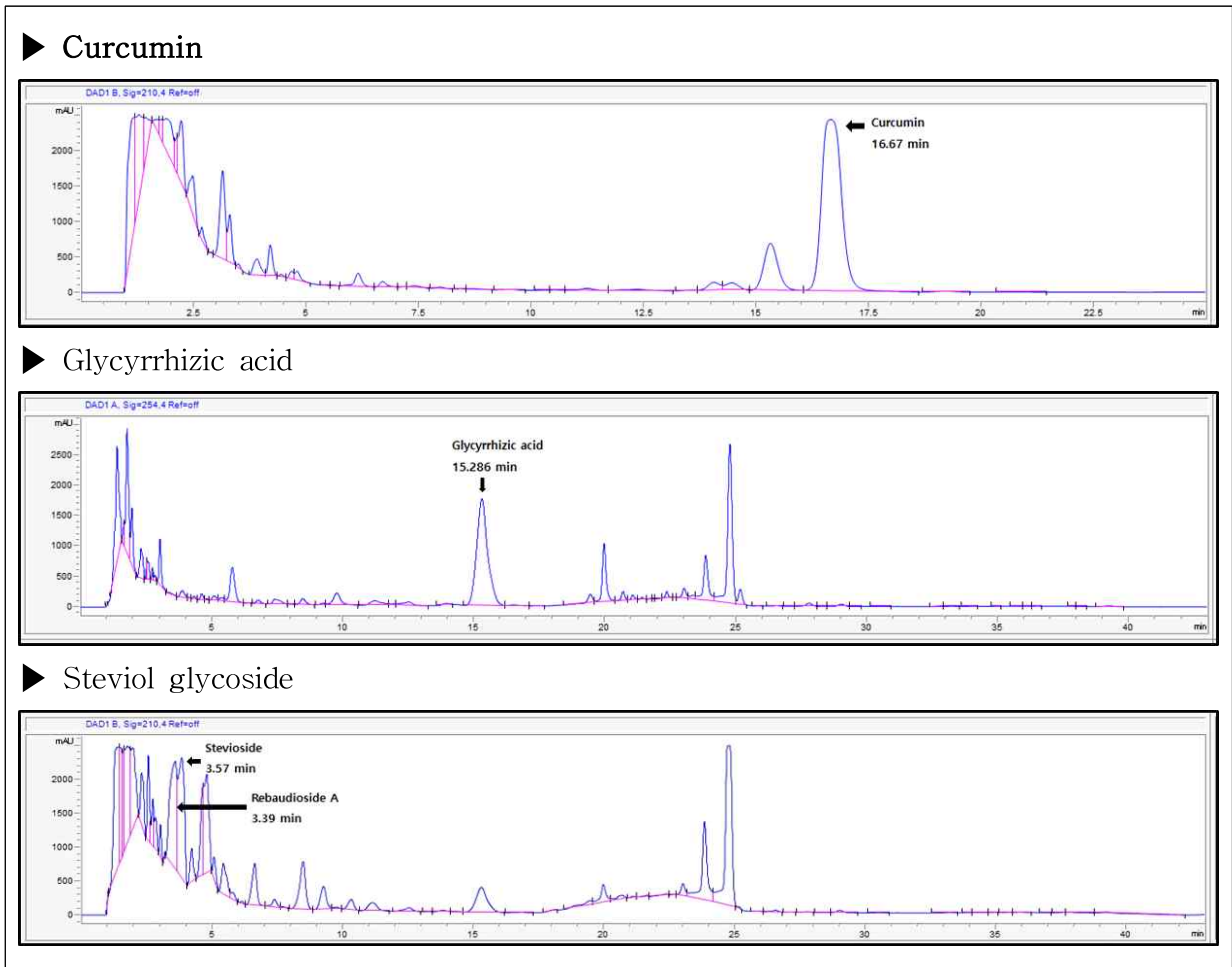 ▶ Curcumin
DAD1 B, Sig=210,4 Ref=off
mAU
2000
1500
1000
500
0
Curcumin
16.67 min
2.5 5 7.5 10 12.5 15 17.5 20 22.5 min
▶ Glycyrrhizic acid
DAD1 A, Sig=254,4 Ref=off
mAU
2500
2000
1500
1000
500
0
Glycyrrhizic acid
15.286 min
5 10 15 20 25 30 35 40 min
▶ Steviol glycoside
DAD1 B, Sig=210,4 Ref=off
mAU
2000
1500
1000
500
0
Stevioside
3.57 min
Rebaudioside A
3.39 min
5 10 15 20 25 30 35 40 min